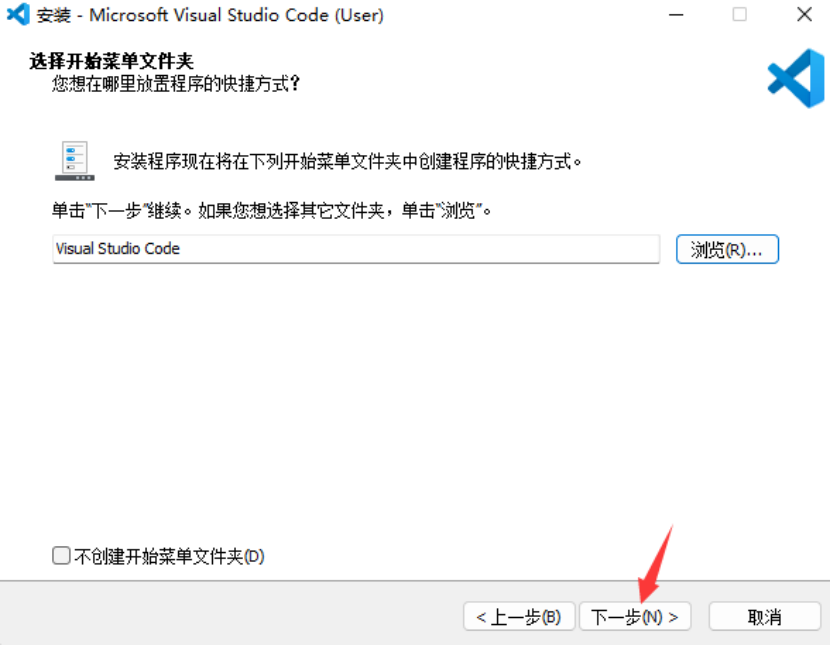 安装 - Microsoft Visual Studio Code (User)
选择开始菜单文件夹
您想在哪里放置程序的快捷方式？
安装程序现在将在下列开始菜单文件夹中创建程序的快捷方式。
单击“下一步”继续。如果您想选择其它文件夹，单击“浏览”。
Visual Studio Code
浏览(R)...
不创建开始菜单文件夹(D)
< 上一步(B)
下一步(N) >
取消